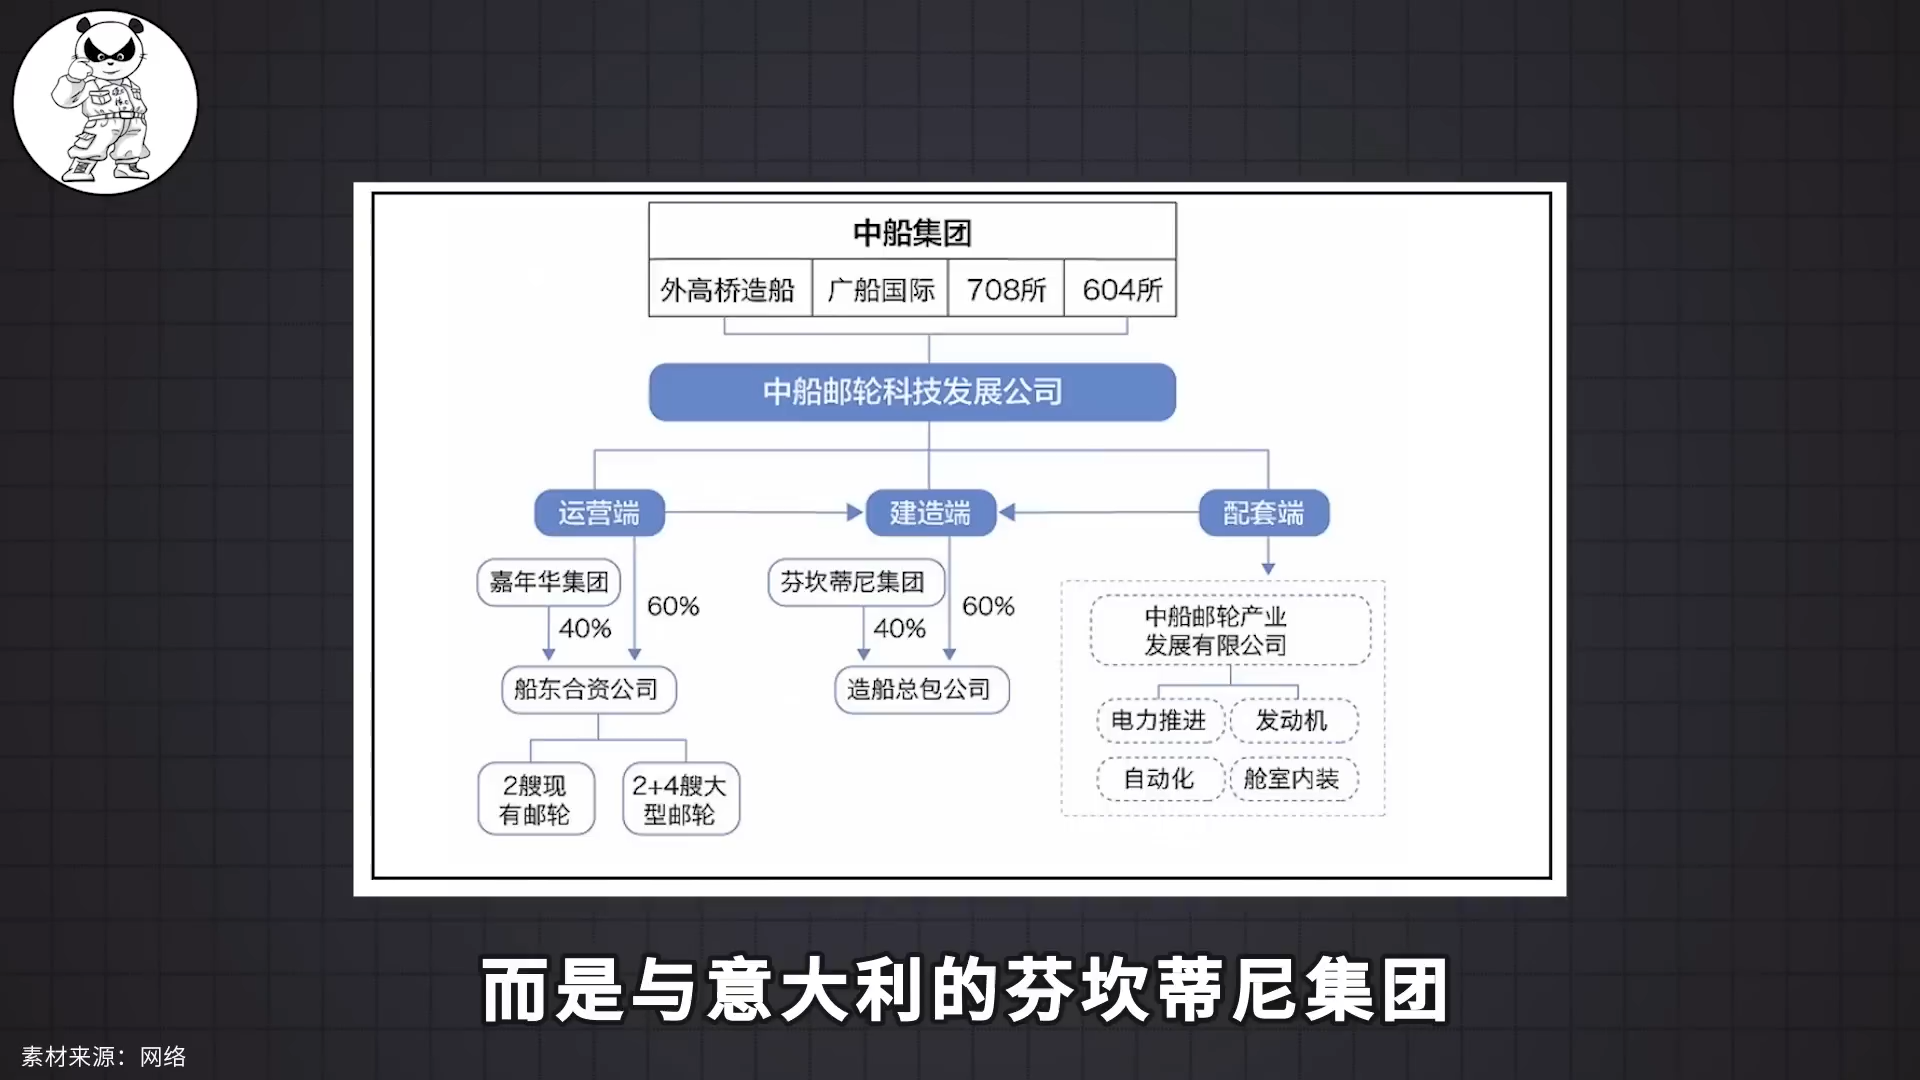 中船集团
外高桥造船 广船国际 708所 604所
中船邮轮科技发展公司
运营端 建造端 配套端
嘉年华集团 芬坎蒂尼集团
60% 60%
40% 40%
中船邮轮产业
发展有限公司
船东合资公司 造船总包公司
电力推进 发动机
自动化 舱室内装
2艘现
有邮轮
2+4艘大
型邮轮
而是与意大利的芬坎蒂尼集团
素材来源：网络